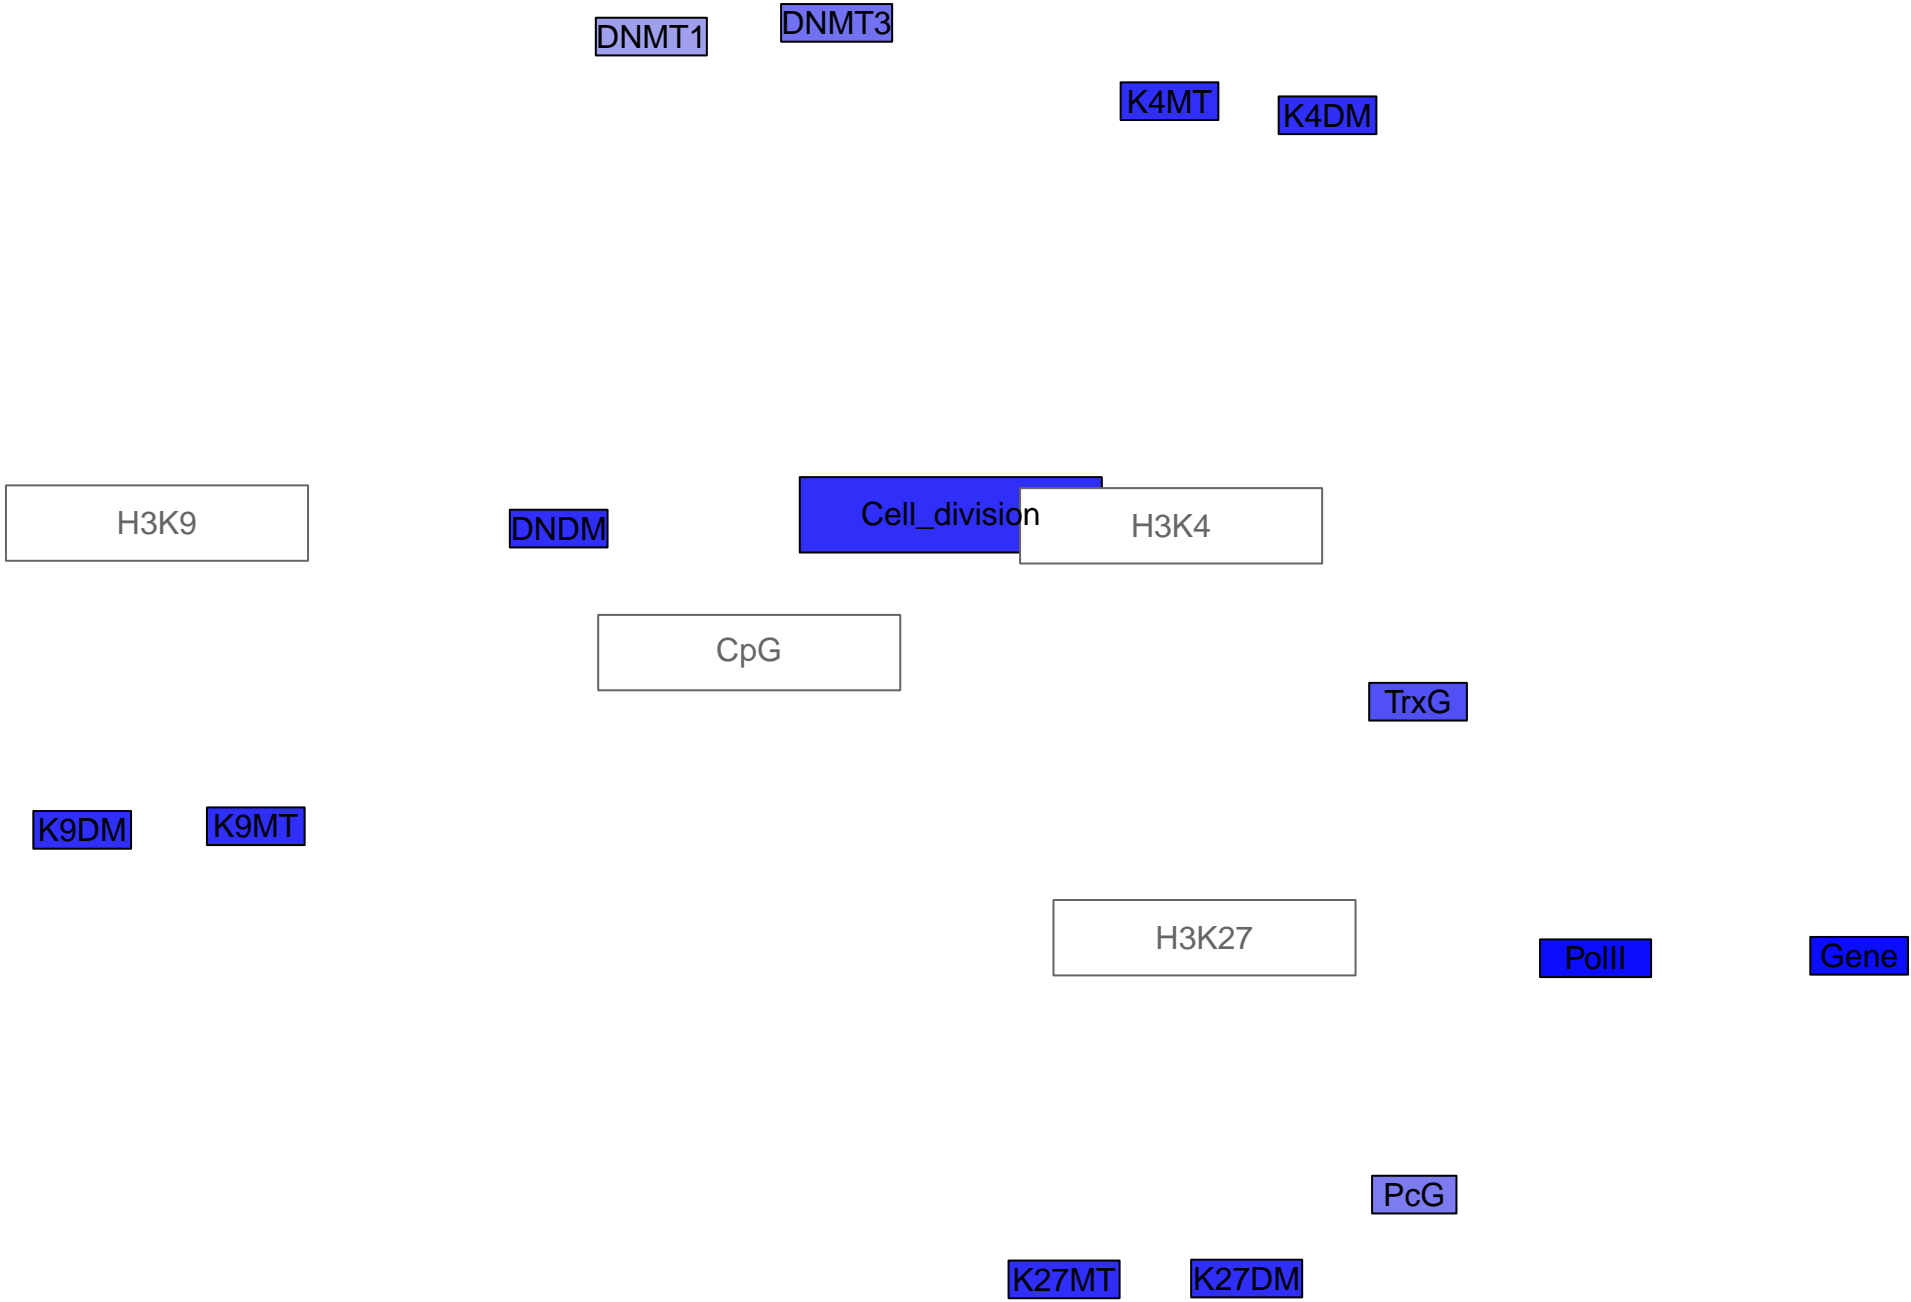 DNMT1
DNMT3
K4MT
K4DM
H3K9
DNDM
Cell_division
H3K4
CpG
TrxG
K9DM
K9MT
H3K27
PolII
Gene
PcG
K27MT
K27DM